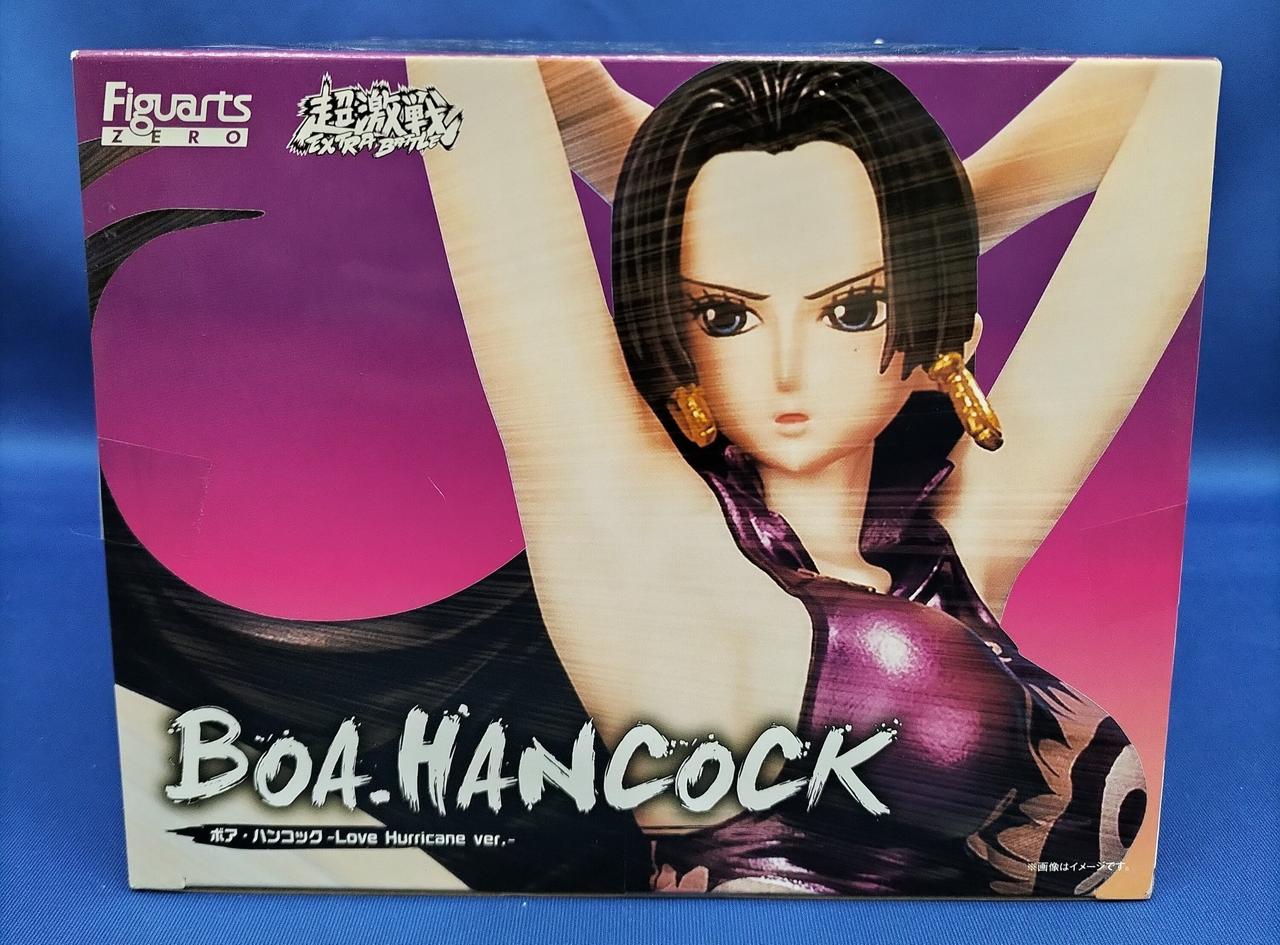 Figuarts
ZERO
超激戦
EXTRA BATTLE
BOA.HANCOCK
ボア・ハンコック -Love Hurricane ver.-
※画像はイメージです。